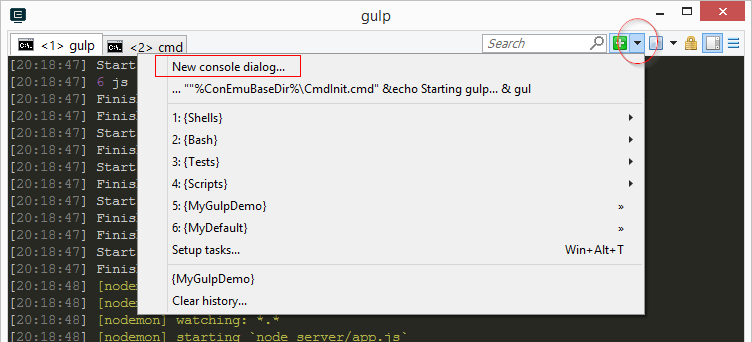 gulp
<1> gulp
<2> cmd
Search
[20:18:47] Start
New console dialog...
[20:18:47] 6 js
... ""%ConEmuBaseDir%\CmdInit.cmd" &echo Starting gulp... & gul
[20:18:47] Finis
[20:18:47] Finis
1: {Shells}
[20:18:47] Start
2: {Bash}
[20:18:47] Finis
3: {Tests}
[20:18:47] Start
4: {Scripts}
[20:18:47] Finis
5: {MyGulpDemo} »
[20:18:47] Finis
6: {MyDefault} »
[20:18:47] Finis
Setup tasks... Win+Alt+T
[20:18:47] Start
[20:18:47] Finis
{MyGulpDemo}
[20:18:48] [nodem
[20:18:48] [nodem
Clear history...
[20:18:48] [nodemon] watching: *.*
[20:18:48] [nodemon] starting `node server/app.js`